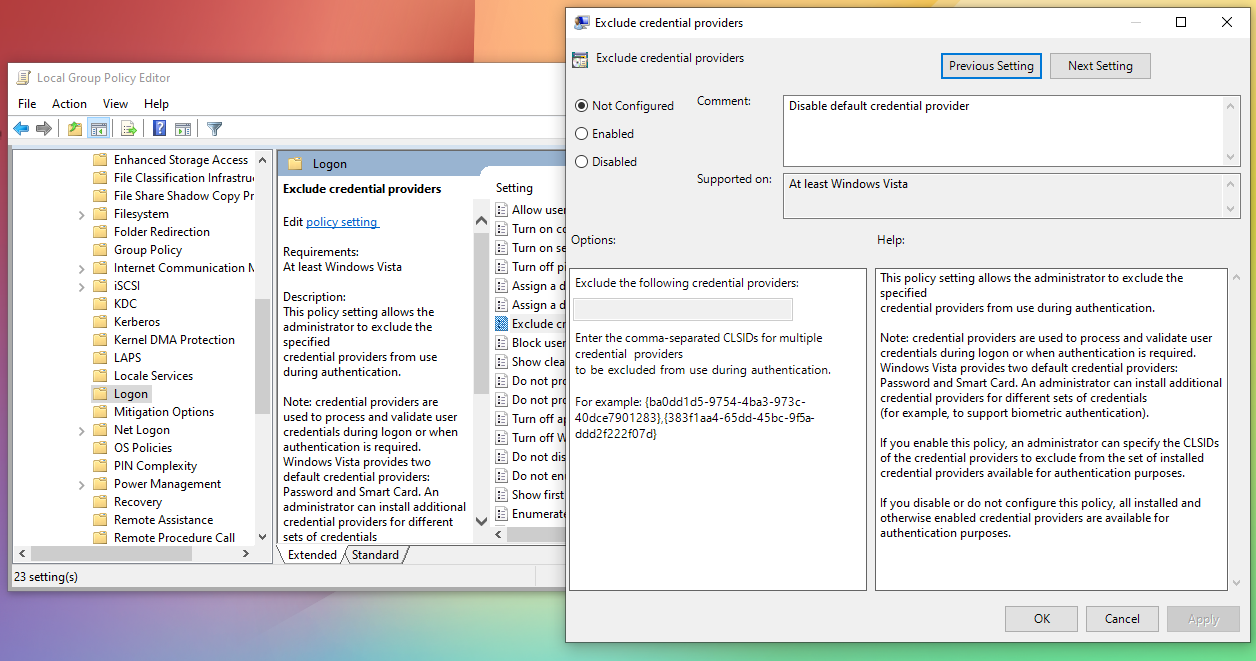 Local Group Policy Editor
File Action View Help
Enhanced Storage Access
File Classification Infrastru
File Share Shadow Copy Pr
Filesystem
Folder Redirection
Group Policy
Internet Communication M
iSCSI
KDC
Kerberos
Kernel DMA Protection
LAPS
Locale Services
Logon
Mitigation Options
Net Logon
OS Policies
PIN Complexity
Power Management
Recovery
Remote Assistance
Remote Procedure Call
Logon
Exclude credential providers
Edit policy setting
Requirements:
At least Windows Vista
Description:
This policy setting allows the
administrator to exclude the
specified
credential providers from use
during authentication.
Note: credential providers are
used to process and validate user
credentials during logon or when
authentication is required.
Windows Vista provides two
default credential providers:
Password and Smart Card. An
administrator can install additional
credential providers for different
sets of credentials
Setting
Allow user
Turn on co
Turn on se
Turn off pi
Assign a d
Assign a d
Exclude cr
Block user
Show clea
Do not pro
Do not pro
Turn off ap
Turn off W
Do not dis
Do not en
Show first
Enumerate
Extended Standard
23 setting(s)
Exclude credential providers
Exclude credential providers
Previous Setting Next Setting
Not Configured
Enabled
Disabled
Comment:
Disable default credential provider
Supported on:
At least Windows Vista
Options:
Exclude the following credential providers:
Enter the comma-separated CLSIDs for multiple
credential providers
to be excluded from use during authentication.
For example: {ba0dd1d5-9754-4ba3-973c-
40dce7901283},{383f1aa4-65dd-45bc-9f5a-
ddd2f222f07d}
Help:
This policy setting allows the administrator to exclude the
specified
credential providers from use during authentication.
Note: credential providers are used to process and validate user
credentials during logon or when authentication is required.
Windows Vista provides two default credential providers:
Password and Smart Card. An administrator can install additional
credential providers for different sets of credentials
(for example, to support biometric authentication).
If you enable this policy, an administrator can specify the CLSIDs
of the credential providers to exclude from the set of installed
credential providers available for authentication purposes.
If you disable or do not configure this policy, all installed and
otherwise enabled credential providers are available for
authentication purposes.
OK Cancel Apply